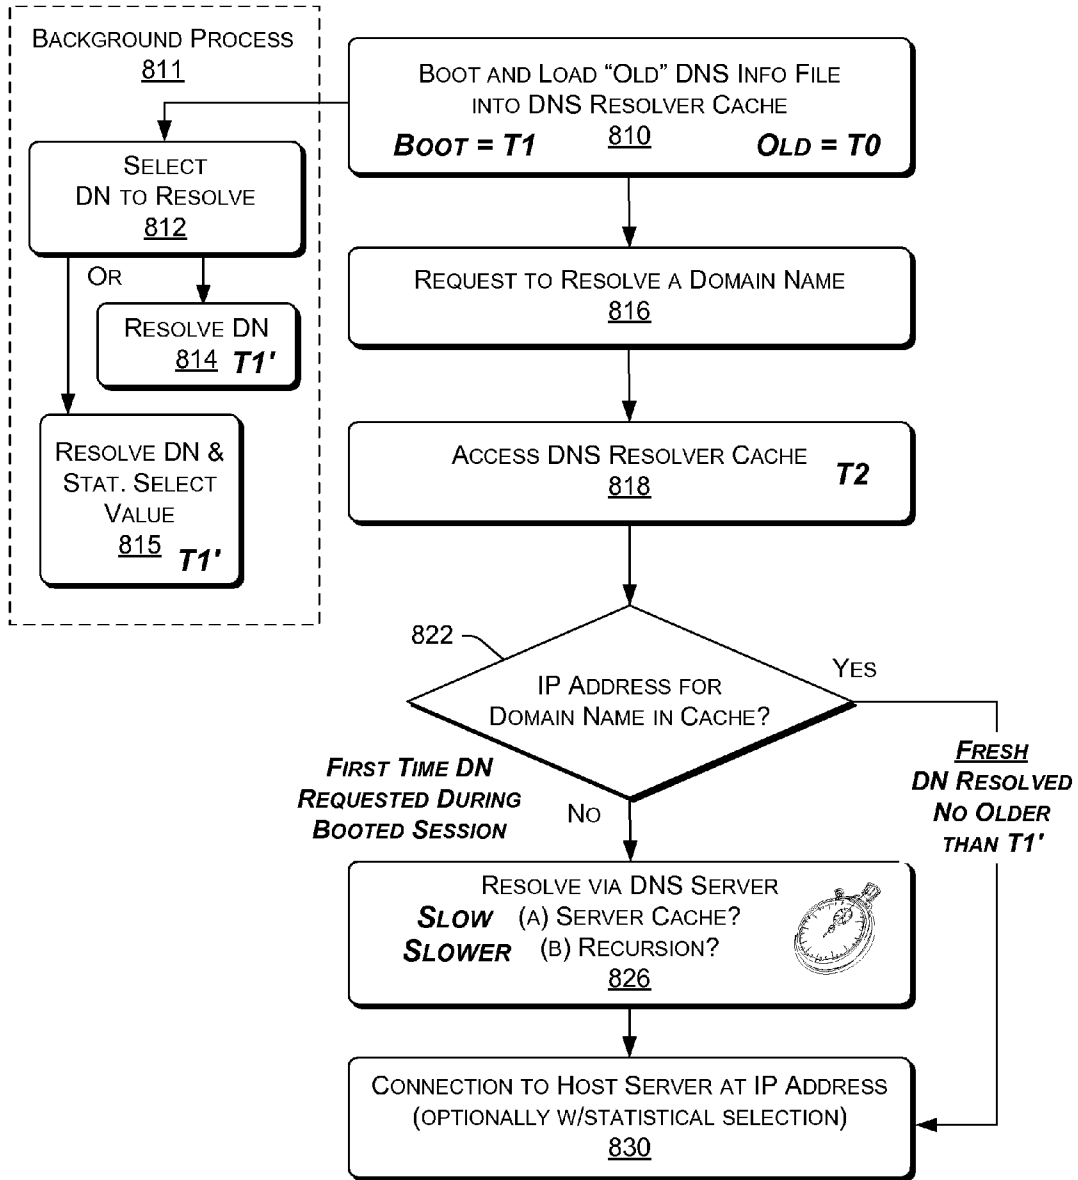 BACKGROUND PROCESS
811
SELECT
DN TO RESOLVE
812
OR
RESOLVE DN
814 T1'
RESOLVE DN &
STAT. SELECT
VALUE
815 T1'
BOOT AND LOAD “OLD” DNS INFO FILE
INTO DNS RESOLVER CACHE
BOOT = T1 810 OLD = T0
REQUEST TO RESOLVE A DOMAIN NAME
816
ACCESS DNS RESOLVER CACHE T2
818
822
IP ADDRESS FOR
DOMAIN NAME IN CACHE?
YES
FRESH
DN RESOLVED
NO OLDER
THAN T1'
FIRST TIME DN
REQUESTED DURING
BOOTED SESSION
NO
RESOLVE VIA DNS SERVER
SLOW (A) SERVER CACHE?
SLOWER (B) RECURSION?
826
CONNECTION TO HOST SERVER AT IP ADDRESS
(OPTIONALLY W/STATISTICAL SELECTION)
830